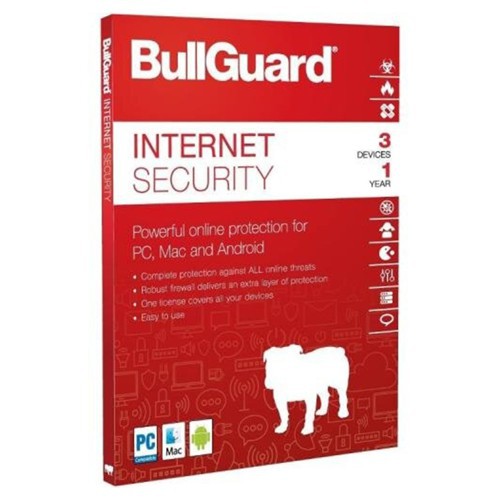 BullGuard®
INTERNET
SECURITY
3
DEVICES
1
YEAR
Powerful online protection for
PC, Mac and Android
• Complete protection against ALL online threats
• Robust firewall delivers an extra layer of protection
• One license covers all your devices
• Easy to use
PC
Mac
BullGuard
INTERNET SECURITY